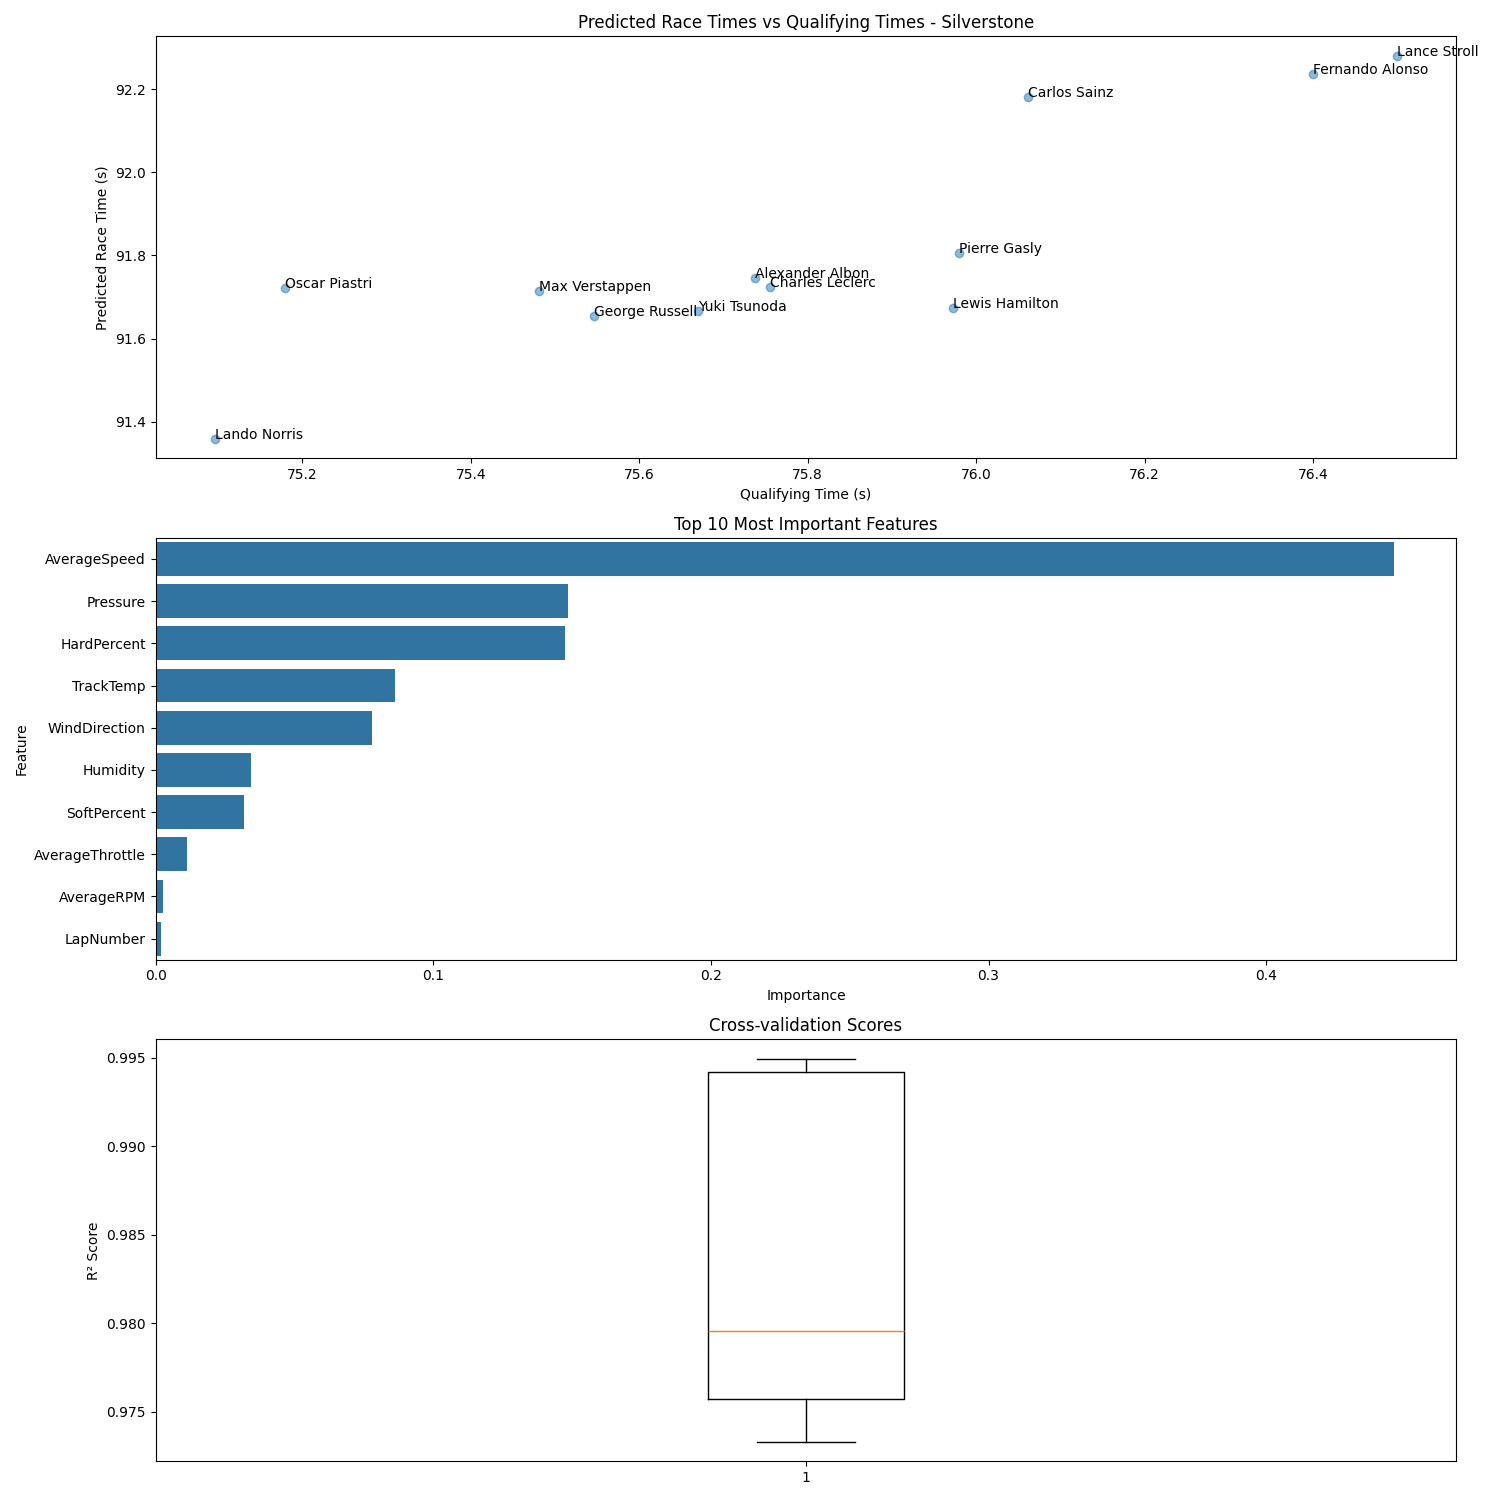 Predicted Race Times vs Qualifying Times - Silverstone
Predicted Race Time (s)
92.2
92.0
91.8
91.6
91.4
Lance Stroll
Fernando Alonso
Carlos Sainz
Pierre Gasly
Alexander Albon
Charles Leclerc
Oscar Piastri
Max Verstappen
George Russell
Yuki Tsunoda
Lewis Hamilton
Lando Norris
75.2 75.4 75.6 75.8 76.0 76.2 76.4
Qualifying Time (s)
Top 10 Most Important Features
Feature
AverageSpeed
Pressure
HardPercent
TrackTemp
WindDirection
Humidity
SoftPercent
AverageThrottle
AverageRPM
LapNumber
0.0 0.1 0.2 0.3 0.4
Importance
Cross-validation Scores
R² Score
0.995
0.990
0.985
0.980
0.975
1